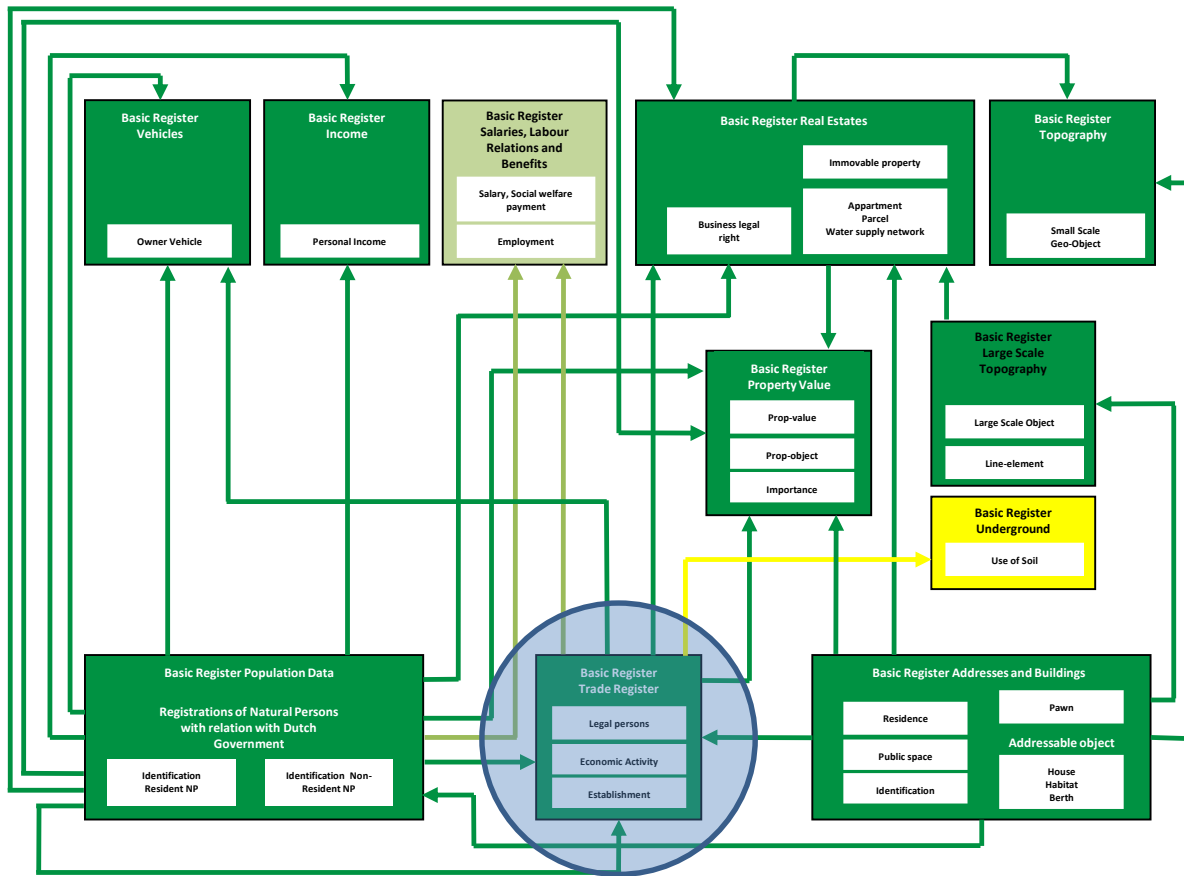 Basic Register
Vehicles
Owner Vehicle
Basic Register
Income
Personal Income
Basic Register
Salaries, Labour
Relations and
Benefits
Salary, Social welfare
payment
Employment
Basic Register Real Estates
Immovable property
Business legal
right
Appartment
Parcel
Water supply network
Basic Register
Topography
Small Scale
Geo-Object
Basic Register
Property Value
Prop-value
Prop-object
Importance
Basic Register
Large Scale
Topography
Large Scale Object
Line-element
Basic Register
Underground
Use of Soil
Basic Register Population Data
Registrations of Natural Persons
with relation with Dutch
Government
Identification
Resident NP
Identification Non-
Resident NP
Basic Register
Trade Register
Legal persons
Economic Activity
Establishment
Basic Register Addresses and Buildings
Residence
Public space
Identification
Pawn
Addressable object
House
Habitat
Berth